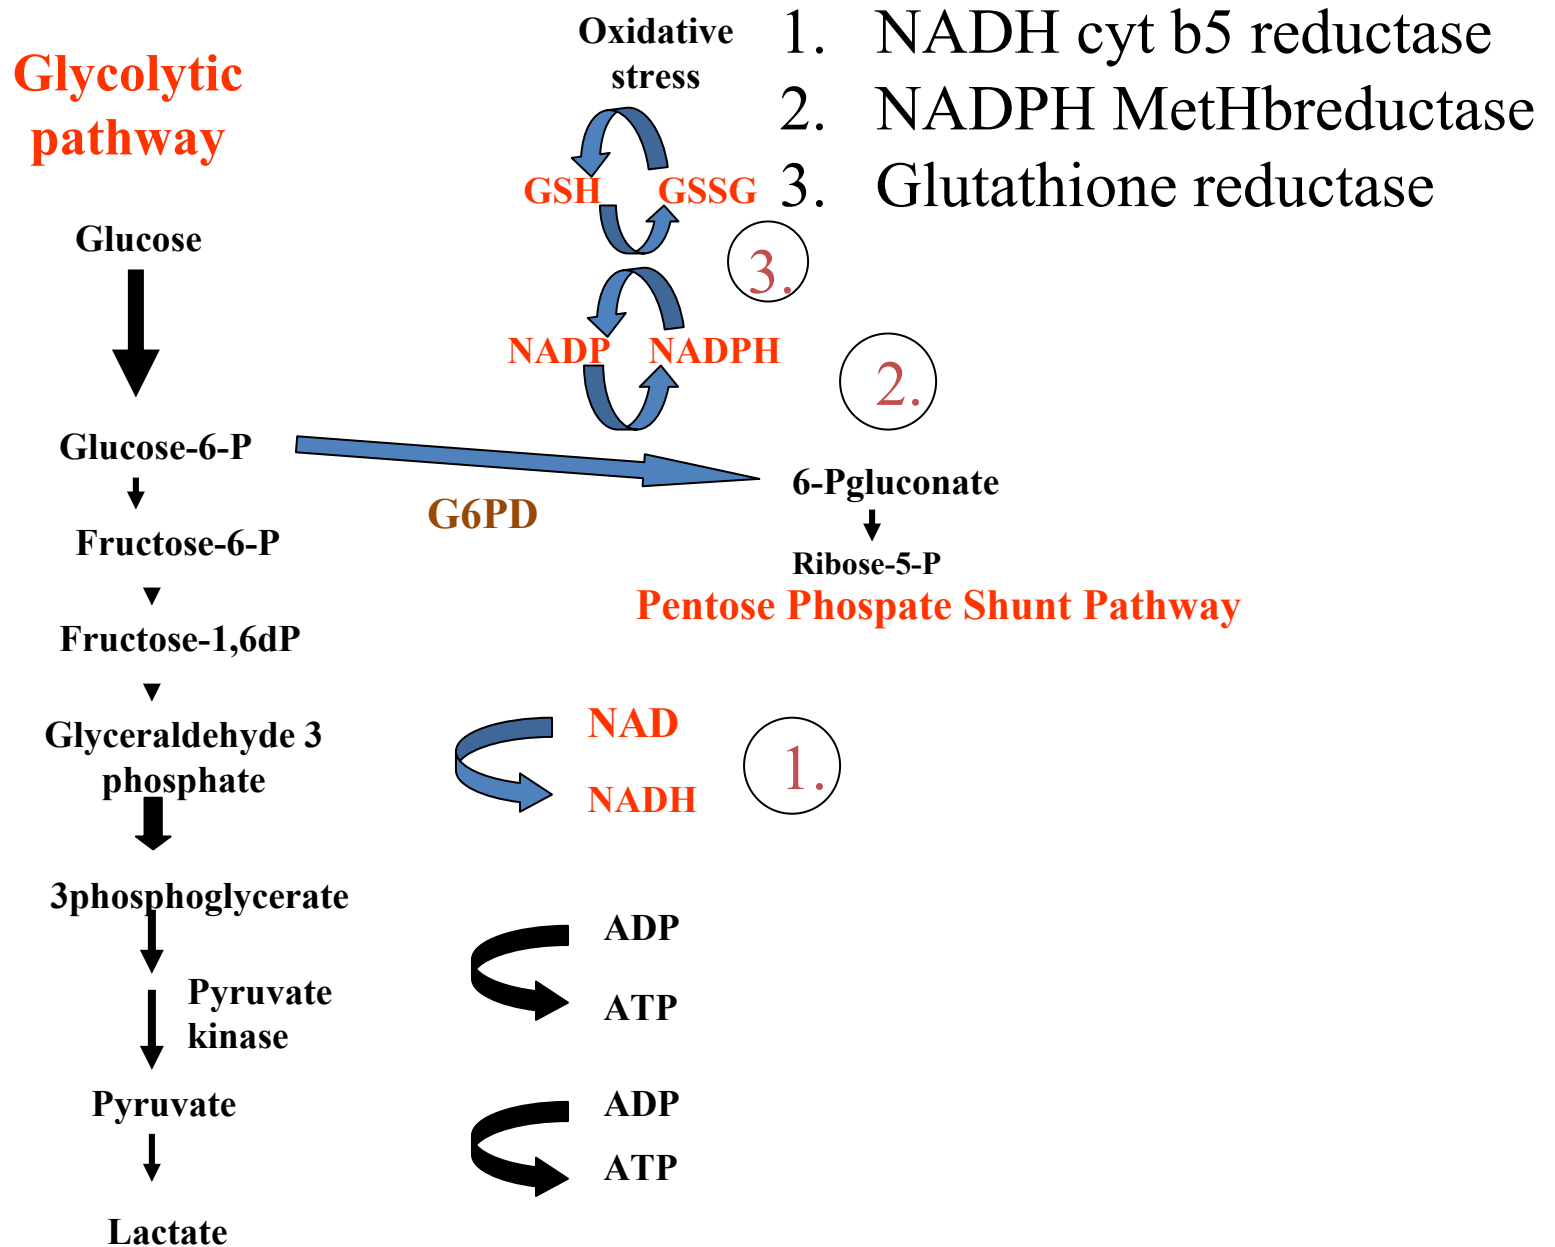 Glycolytic
pathway
Oxidative
stress
1. NADH cyt b5 reductase
2. NADPH MetHbreductase
3. Glutathione reductase
GSH
GSSG
3.
Glucose
NADP
NADPH
2.
Glucose-6-P
G6PD
6-Pgluconate
Fructose-6-P
Ribose-5-P
Pentose Phospate Shunt Pathway
Fructose-1,6dP
Glyceraldehyde 3
phosphate
NAD
NADH
1.
3phosphoglycerate
ADP
ATP
Pyruvate
kinase
Pyruvate
ADP
ATP
Lactate